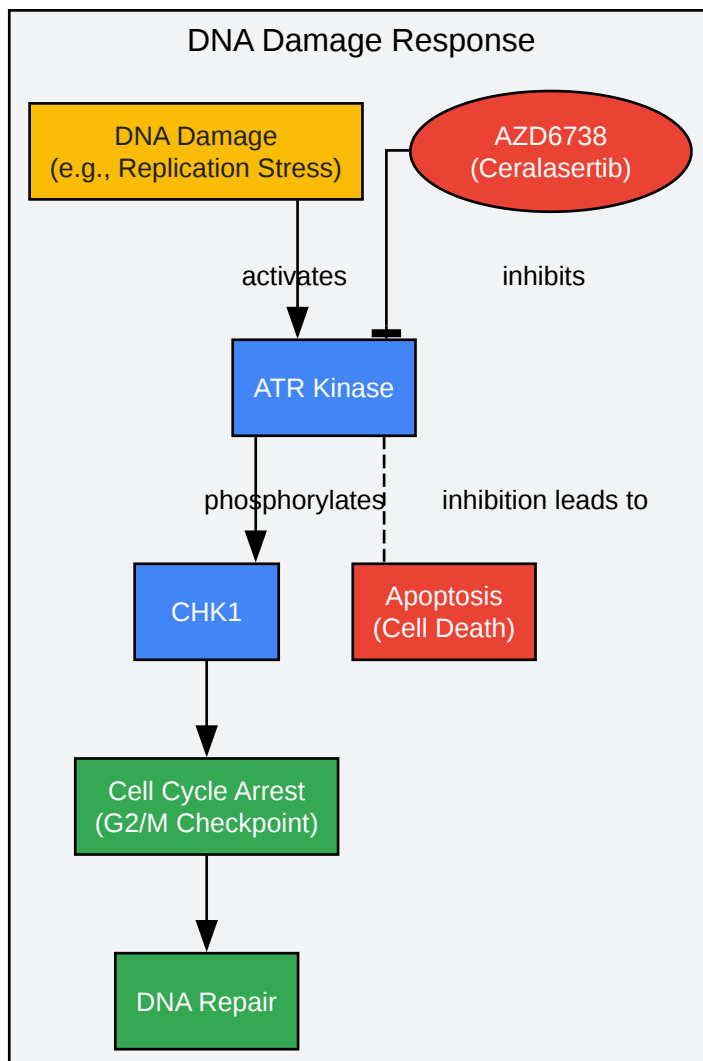 DNA Damage Response
DNA Damage
(e.g., Replication Stress)
AZD6738
(Ceralasertib)
activates
inhibits
ATR Kinase
phosphorylates
inhibition leads to
CHK1
Apoptosis
(Cell Death)
Cell Cycle Arrest
(G2/M Checkpoint)
DNA Repair